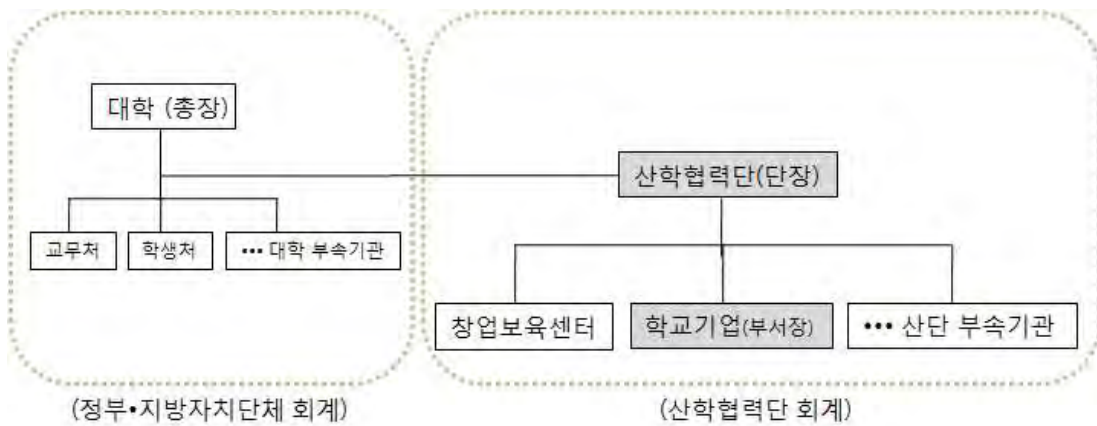 대학 (총장)
산학협력단(단장)
교무처
학생처
••• 대학 부속기관
창업보육센터
학교기업(부서장)
••• 산단 부속기관
(정부•지방자치단체 회계)
(산학협력단 회계)